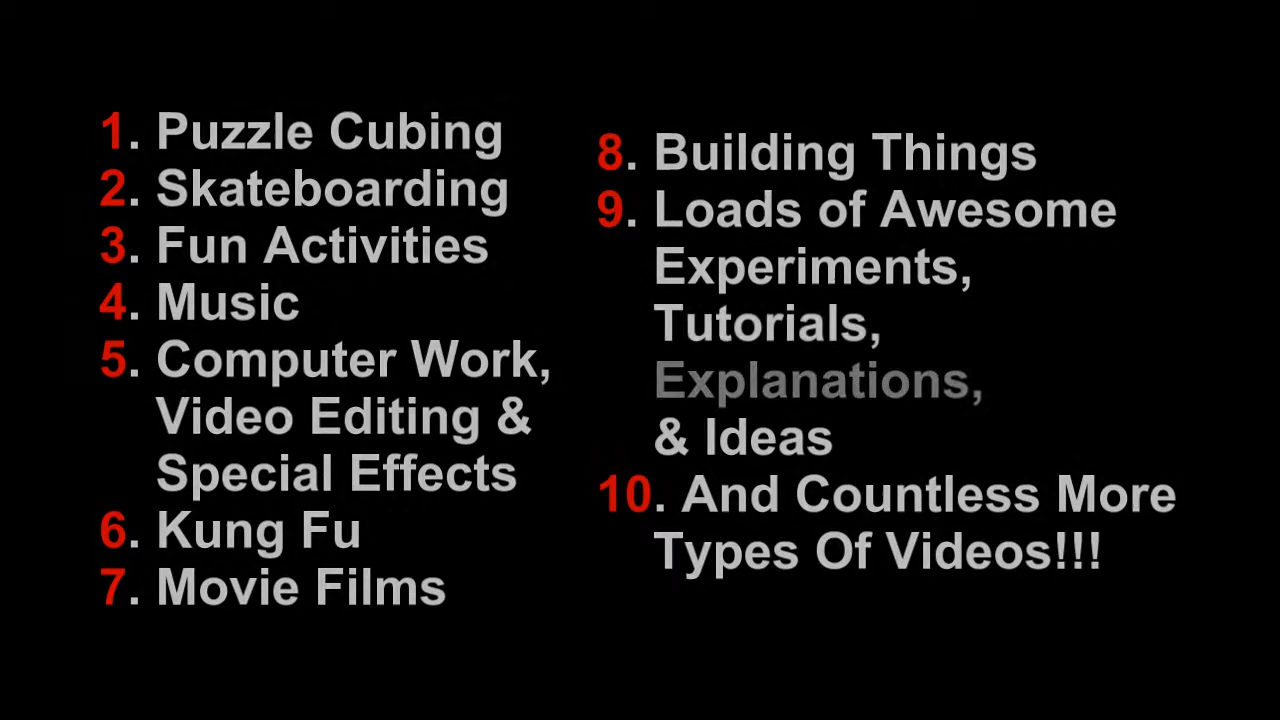 1. Puzzle Cubing
2. Skateboarding
3. Fun Activities
4. Music
5. Computer Work,
Video Editing &
Special Effects
6. Kung Fu
7. Movie Films
8. Building Things
9. Loads of Awesome
Experiments,
Tutorials,
Explanations,
& Ideas
10. And Countless More
Types Of Videos!!!